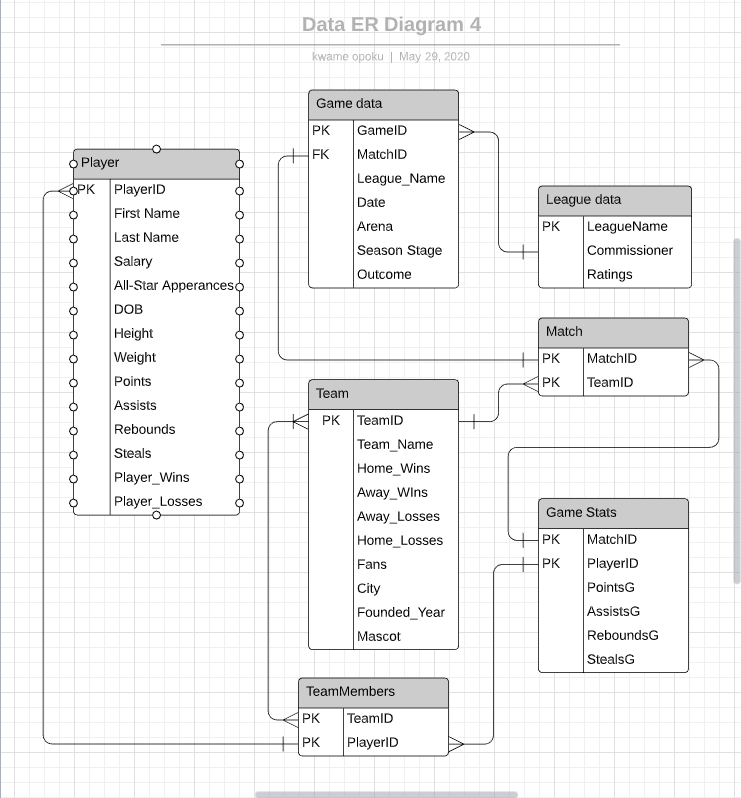 Data ER Diagram 4
kwame opoku | May 29, 2020
Game data
PK GameID
FK MatchID
League_Name
Date
Arena
Season Stage
Outcome
Player
PK PlayerID
First Name
Last Name
Salary
All-Star Apperances
DOB
Height
Weight
Points
Assists
Rebounds
Steals
Player_Wins
Player_Losses
League data
PK LeagueName
Commissioner
Ratings
Match
PK MatchID
PK TeamID
Team
PK TeamID
Team_Name
Home_Wins
Away_WIns
Away_Losses
Home_Losses
Fans
City
Founded_Year
Mascot
Game Stats
PK MatchID
PK PlayerID
PointsG
AssistsG
ReboundsG
StealsG
TeamMembers
PK TeamID
PK PlayerID